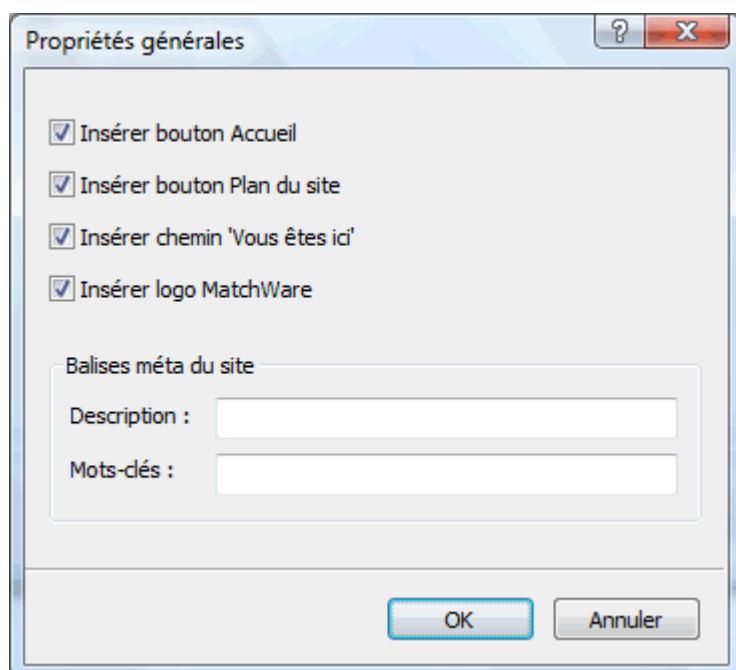 Propriétés générales
Insérer bouton Accueil
Insérer bouton Plan du site
Insérer chemin 'Vous êtes ici'
Insérer logo MatchWare
Balises méta du site
Description :
Mots-clés :
OK Annuler